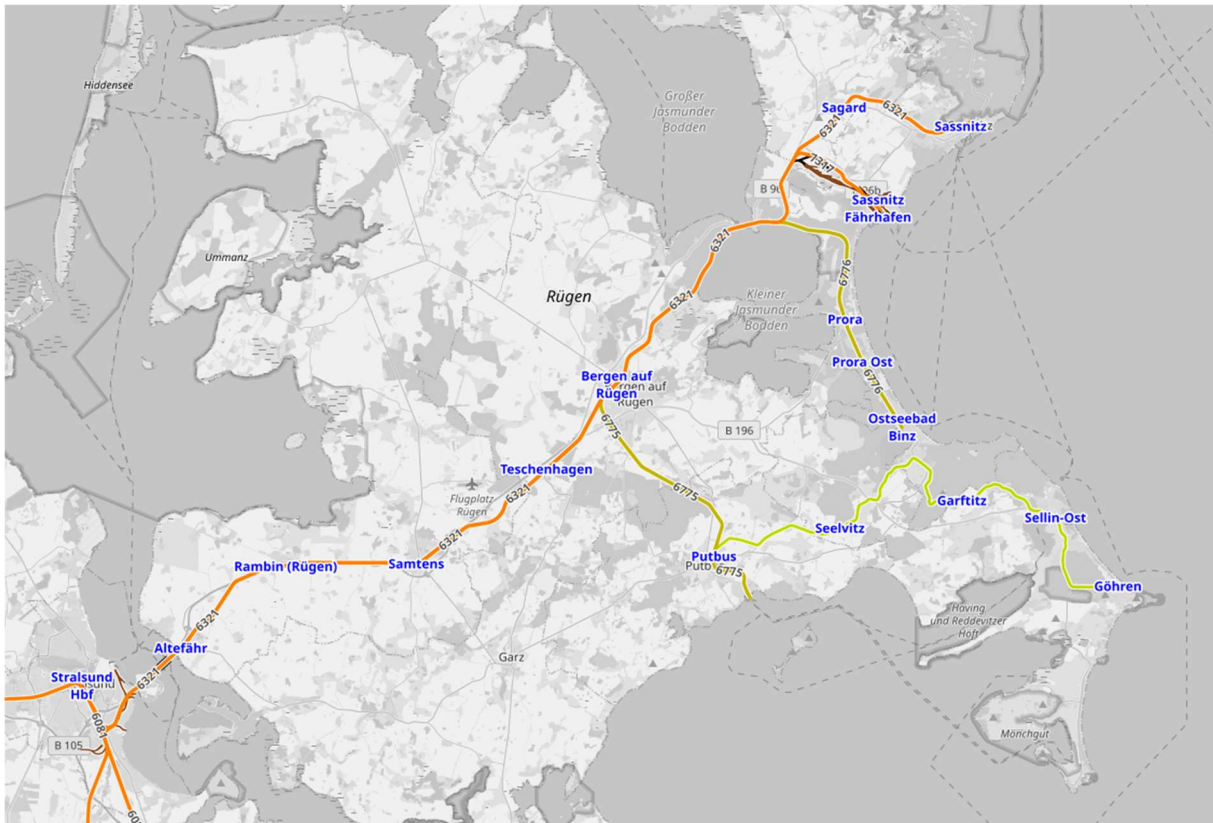 Hiddensee
Großer
Jasmunder
Bodden
Sagard
6321
Sassnitz
6321
B 96
Sassnitz
Fährhafen
Ummanz
6321
6776
Rügen
6321
Kleiner
Jasmunder
Bodden
Prora
Prora Ost
6776
Bergen auf
Rügen
Bergen auf
Rügen
6775
B 196
Ostseebad
Binz
Teschenhagen
Flugplatz
Rügen
6321
6775
Garftitz
Sellin-Ost
Seelvitz
6321
Rambin (Rügen)
Samtens
Putbus
6775
Göhren
6321
Having
und Reddevitzer
Höft
Altefähr
Garz
6321
Stralsund
Hbf
6081
B 105
Mönchgut